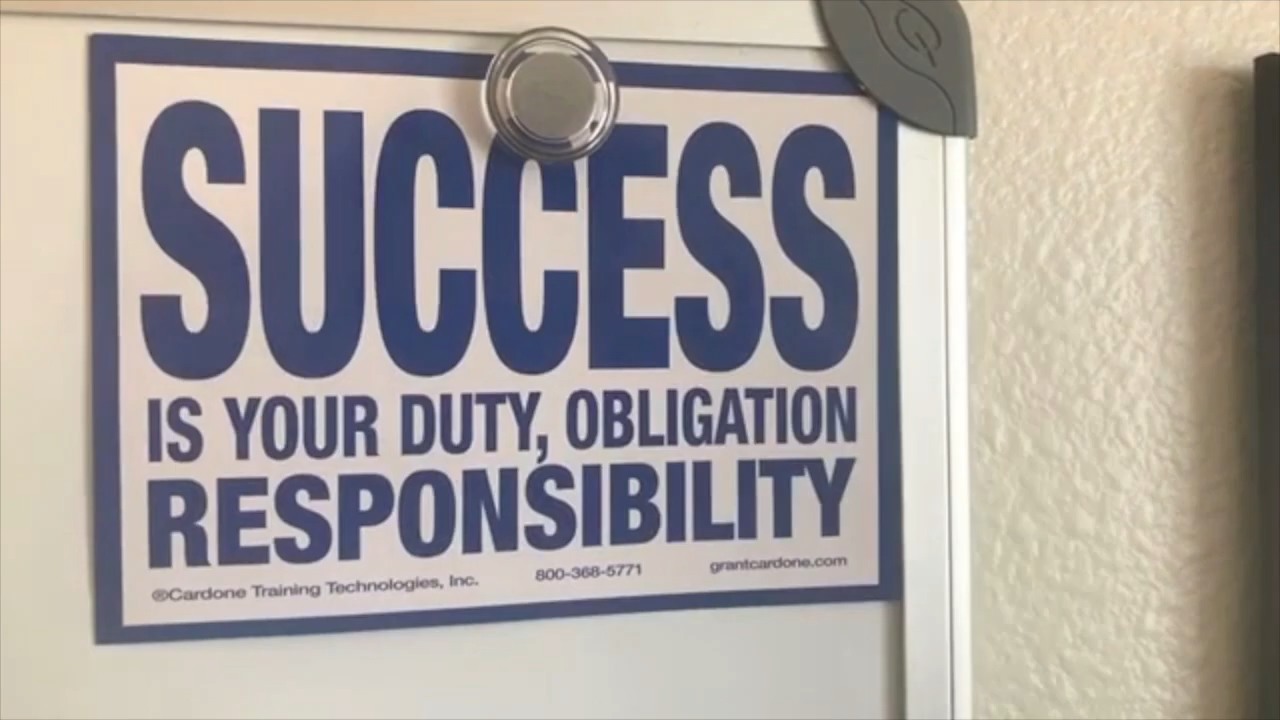 SUCCESS
IS YOUR DUTY, OBLIGATION
RESPONSIBILITY
®Cardone Training Technologies, Inc. 800-368-5771 grantcardone.com